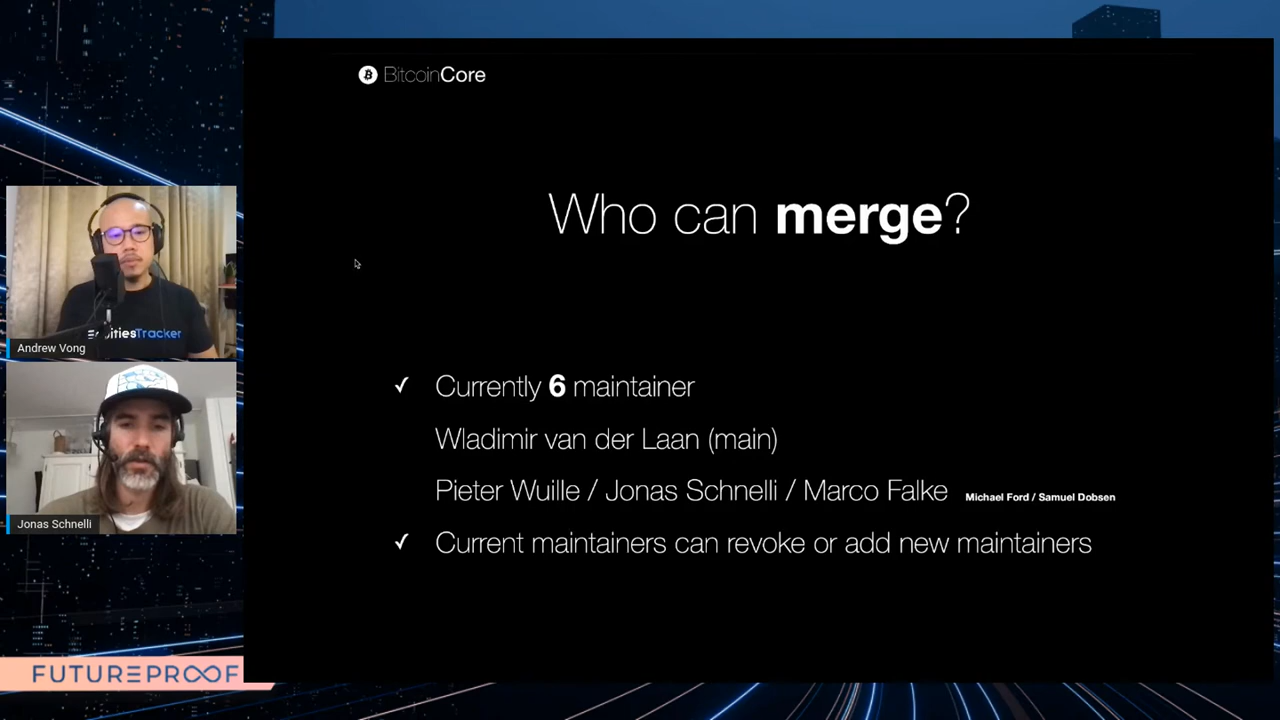 BitcoinCore
Who can merge?
✓ Currently 6 maintainer
Wladimir van der Laan (main)
Pieter Wuille / Jonas Schnelli / Marco Falke Michael Ford / Samuel Dobsen
✓ Current maintainers can revoke or add new maintainers
EquitiesTracker
Andrew Vong
Jonas Schnelli
FUTUREPROOF